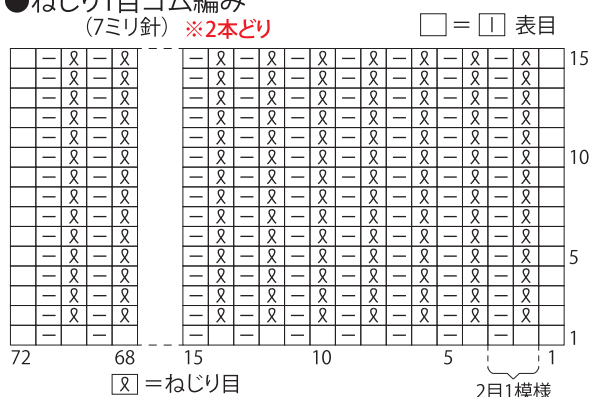 ●ねじり1目ゴム編み
(7ミリ針) ※2本どり
□=｜ 表目
15
10
5
1
72 68 15 10 5 1
=ねじり目
2目1模様